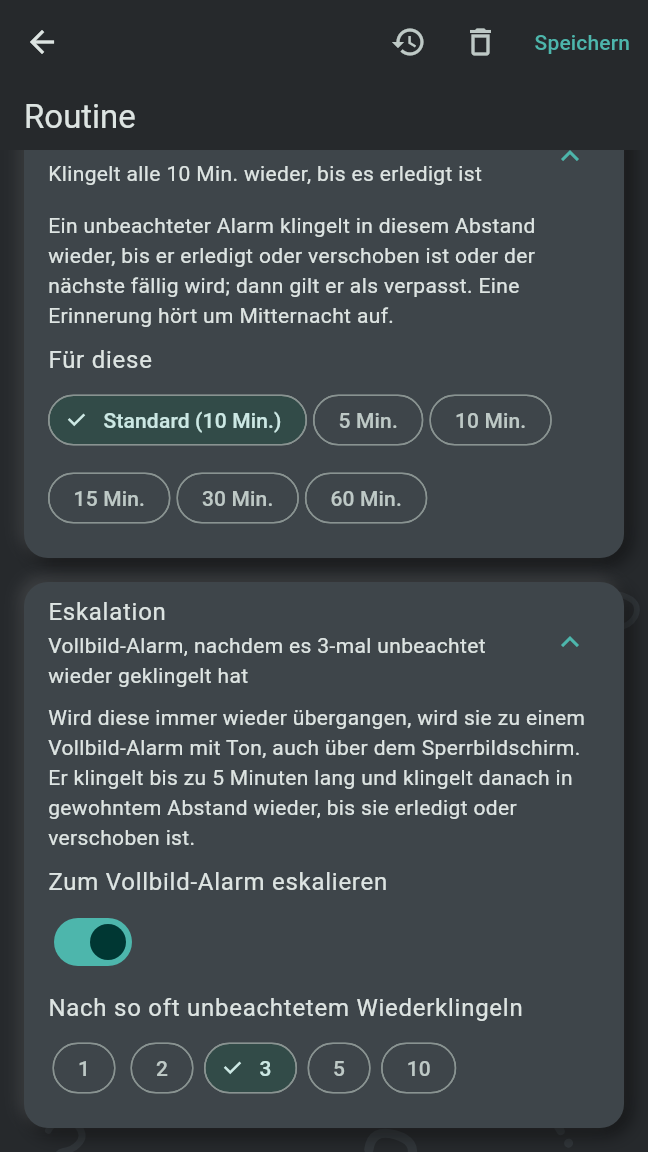 Speichern
Routine
Klingelt alle 10 Min. wieder, bis es erledigt ist
Ein unbeachteter Alarm klingelt in diesem Abstand
wieder, bis er erledigt oder verschoben ist oder der
nächste fällig wird; dann gilt er als verpasst. Eine
Erinnerung hört um Mitternacht auf.
Für diese
Standard (10 Min.) 5 Min. 10 Min.
15 Min. 30 Min. 60 Min.
Eskalation
Vollbild-Alarm, nachdem es 3-mal unbeachtet
wieder geklingelt hat
Wird diese immer wieder übergangen, wird sie zu einem
Vollbild-Alarm mit Ton, auch über dem Sperrbildschirm.
Er klingelt bis zu 5 Minuten lang und klingelt danach in
gewohntem Abstand wieder, bis sie erledigt oder
verschoben ist.
Zum Vollbild-Alarm eskalieren
Nach so oft unbeachtetem Wiederklingeln
1 2 3 5 10